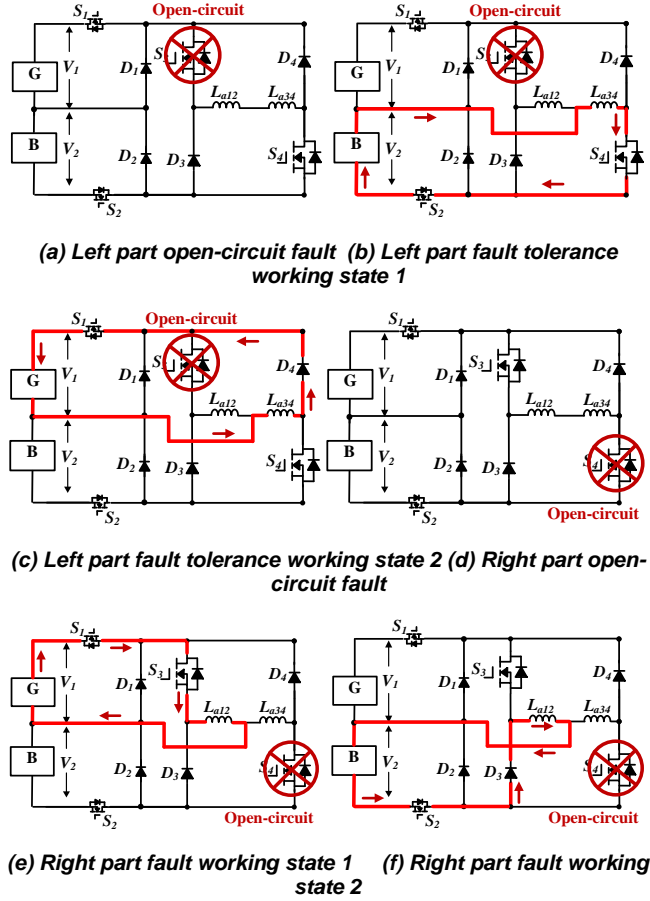 Open-circuit
S1
G
V1
D1
S3
D4
La12
La34
B
V2
D2
D3
S4
S2
Open-circuit
S1
G
V1
D1
S3
D4
La12
La34
B
V2
D2
D3
S4
S2
(a) Left part open-circuit fault (b) Left part fault tolerance
working state 1
Open-circuit
S1
G
V1
D1
S3
D4
La12
La34
B
V2
D2
D3
S4
S2
S1
G
V1
D1
S3
D4
La12
La34
B
V2
D2
D3
S4
S2
Open-circuit
(c) Left part fault tolerance working state 2 (d) Right part open-
circuit fault
S1
G
V1
D1
S3
D4
La12
La34
B
V2
D2
D3
S4
S2
Open-circuit
S1
G
V1
D1
S3
D4
La12
La34
B
V2
D2
D3
S4
S2
Open-circuit
(e) Right part fault working state 1 (f) Right part fault working
state 2